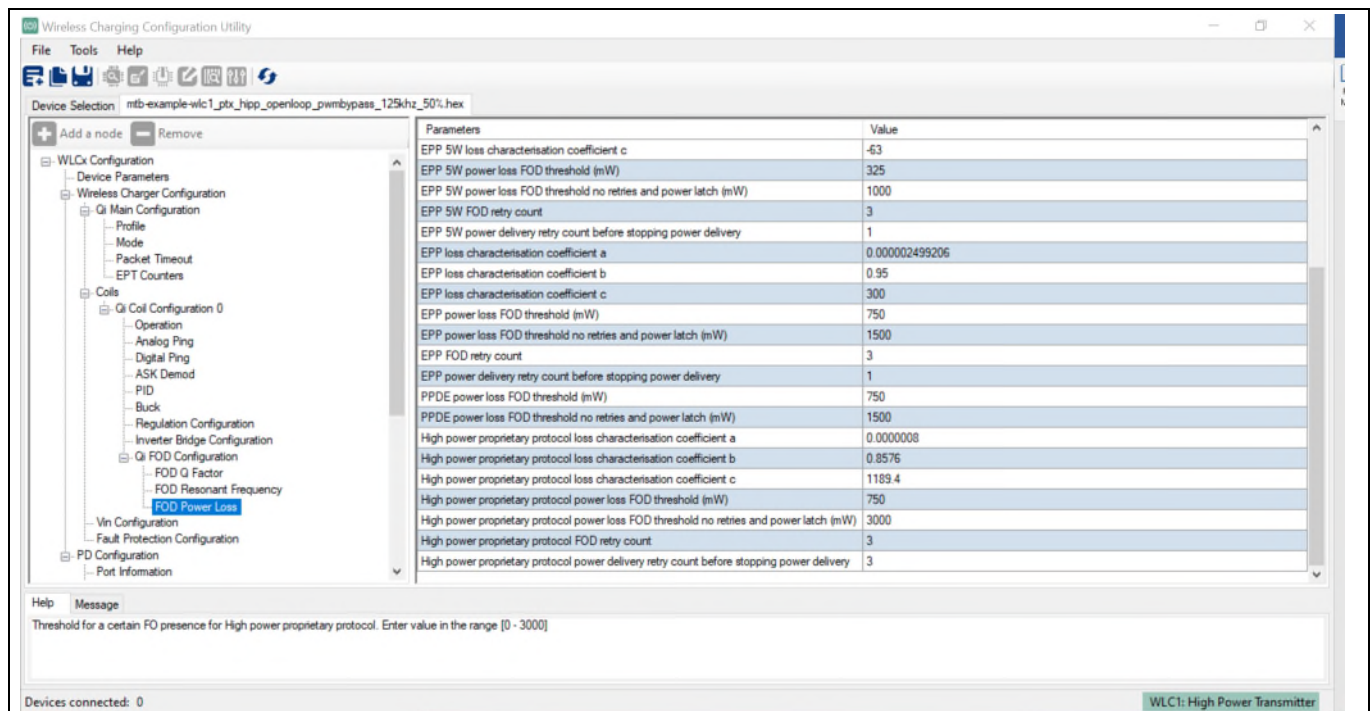 Wireless Charging Configuration Utility
File Tools Help
Device Selection mtb-example-wlc1_ptx_hipp_openloop_pwmbypass_125khz_50%.hex
Add a node Remove
WLCx Configuration
Device Parameters
Wireless Charger Configuration
Qi Main Configuration
Profile
Mode
Packet Timeout
EPT Counters
Coils
Qi Coil Configuration 0
Operation
Analog Ping
Digital Ping
ASK Demod
PID
Buck
Regulation Configuration
Inverter Bridge Configuration
Qi FOD Configuration
FOD Q Factor
FOD Resonant Frequency
FOD Power Loss
Vin Configuration
Fault Protection Configuration
PD Configuration
Port Information
Parameters Value
EPP 5W loss characterisation coefficient c -63
EPP 5W power loss FOD threshold (mW) 325
EPP 5W power loss FOD threshold no retries and power latch (mW) 1000
EPP 5W FOD retry count 3
EPP 5W power delivery retry count before stopping power delivery 1
EPP loss characterisation coefficient a 0.000002499206
EPP loss characterisation coefficient b 0.95
EPP loss characterisation coefficient c 300
EPP power loss FOD threshold (mW) 750
EPP power loss FOD threshold no retries and power latch (mW) 1500
EPP FOD retry count 3
EPP power delivery retry count before stopping power delivery 1
PPDE power loss FOD threshold (mW) 750
PPDE power loss FOD threshold no retries and power latch (mW) 1500
High power proprietary protocol loss characterisation coefficient a 0.0000008
High power proprietary protocol loss characterisation coefficient b 0.8576
High power proprietary protocol loss characterisation coefficient c 1189.4
High power proprietary protocol power loss FOD threshold (mW) 750
High power proprietary protocol power loss FOD threshold no retries and power latch (mW) 3000
High power proprietary protocol FOD retry count 3
High power proprietary protocol power delivery retry count before stopping power delivery 3
Help Message
Threshold for a certain FO presence for High power proprietary protocol. Enter value in the range [0 - 3000]
Devices connected: 0 WLC1: High Power Transmitter